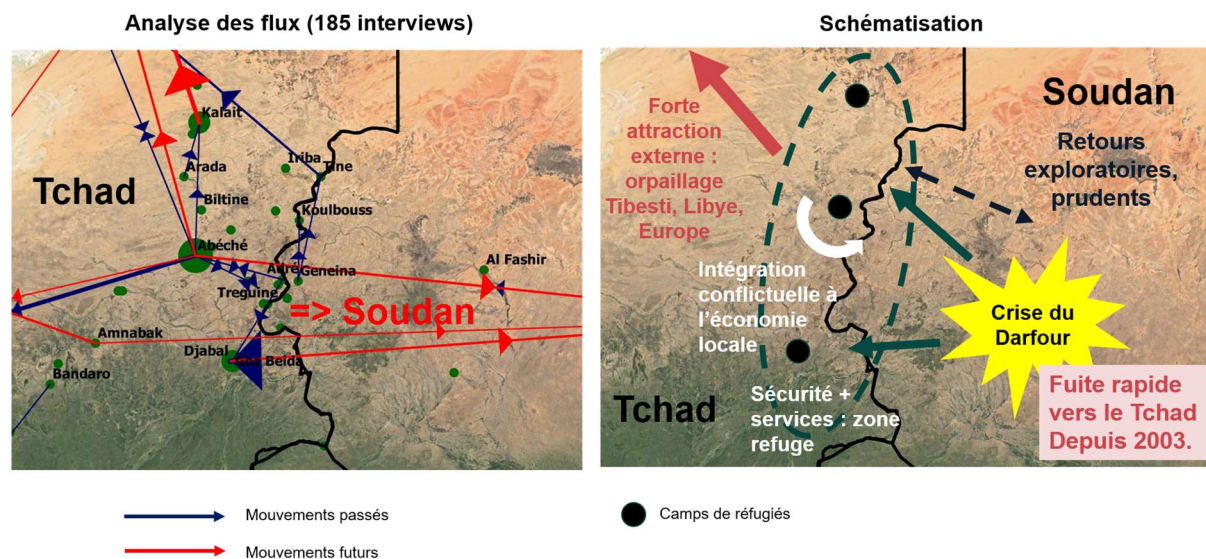 Analyse des flux (185 interviews)
Kalait
Arada
Iriba
Tine
Tchad
Biltine
Koulbouss
Abéché
Adré
Geneina
Al Fashir
Treguine
=> Soudan
Amnabak
Djabal
Beida
Bandaro
Mouvements passés
Mouvements futurs
Schématisation
Forte
attraction
externe :
orpaillage
Tibesti, Libye,
Europe
Soudan
Retours
exploratoires,
prudents
Intégration
conflictuelle à
l'économie
locale
Crise du
Darfour
Tchad
Sécurité +
services : zone
refuge
Fuite rapide
vers le Tchad
Depuis 2003.
Camps de réfugiés